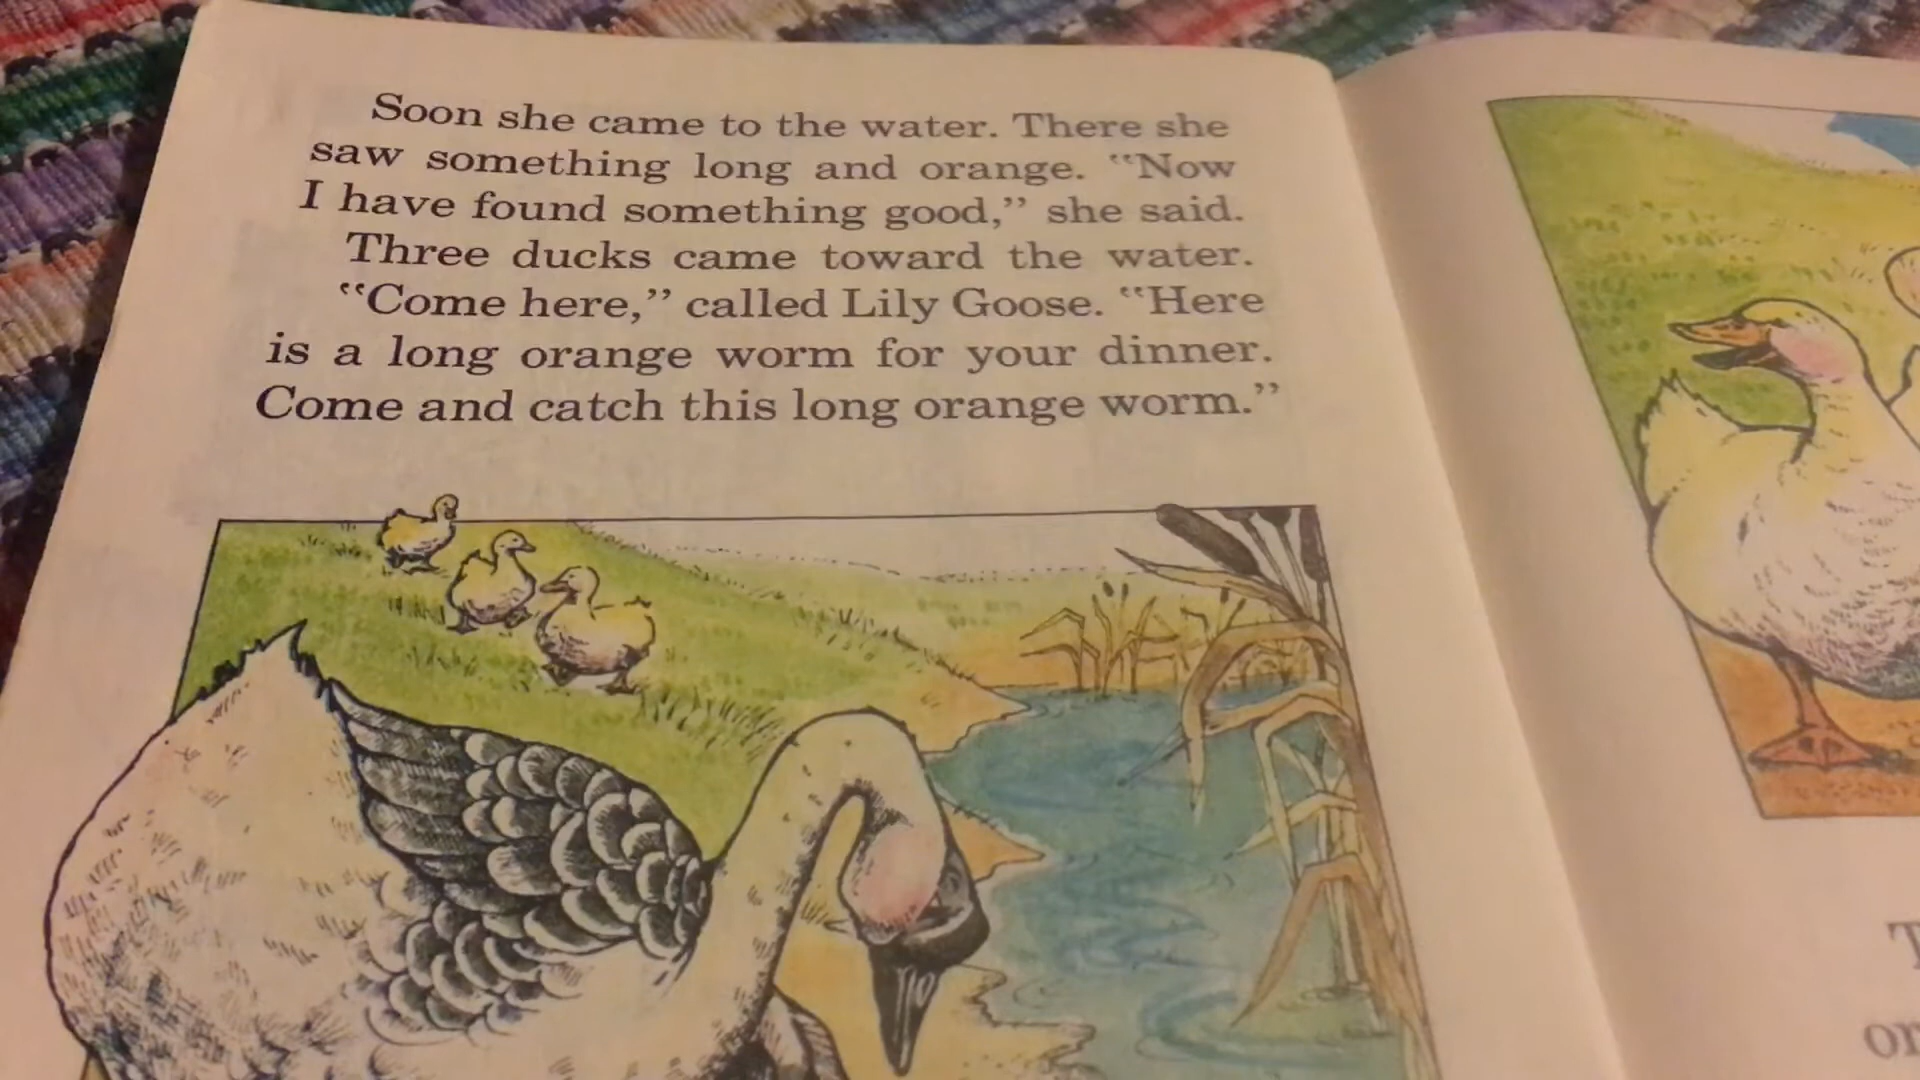 Soon she came to the water. There she
saw something long and orange. "Now
I have found something good," she said.
Three ducks came toward the water.
"Come here," called Lily Goose. "Here
is a long orange worm for your dinner.
Come and catch this long orange worm."